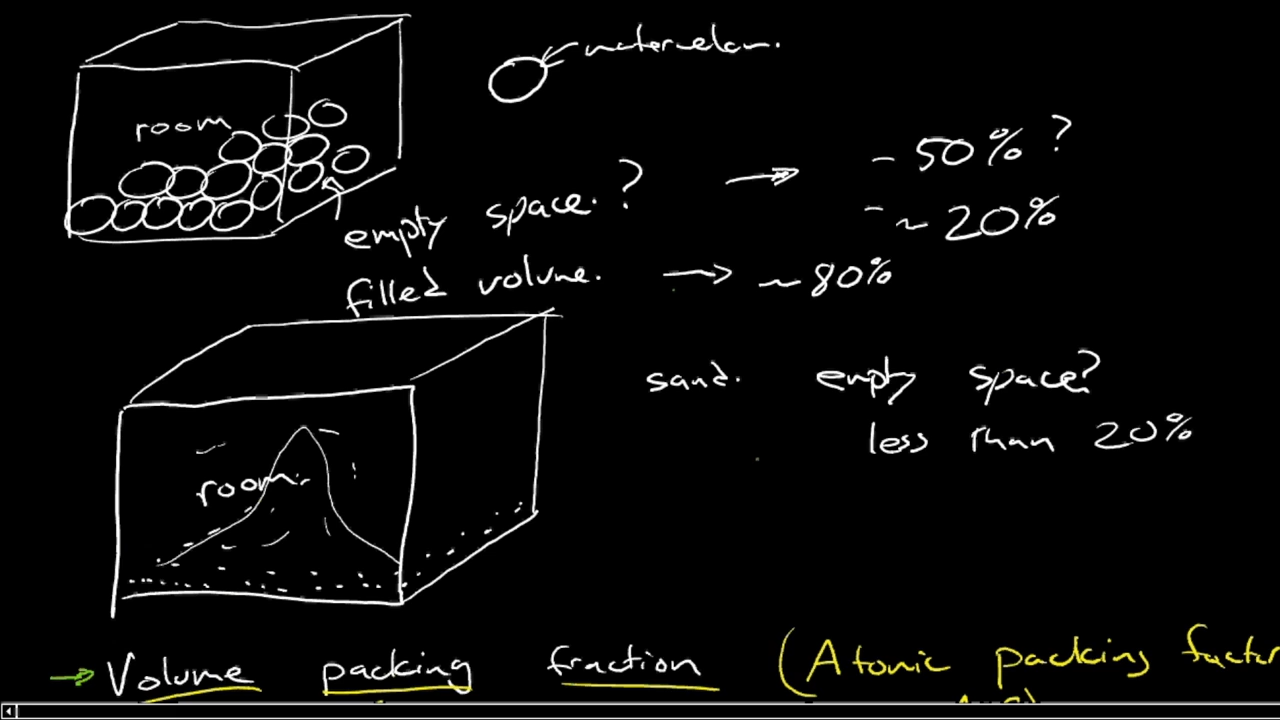 watermelon.
room
- 50% ?
empty space.?
- ~ 20%
filled volume. → ~ 80%
sand. empty space?
less than 20%
room.
→ Volume packing fraction (Atomic packing factor